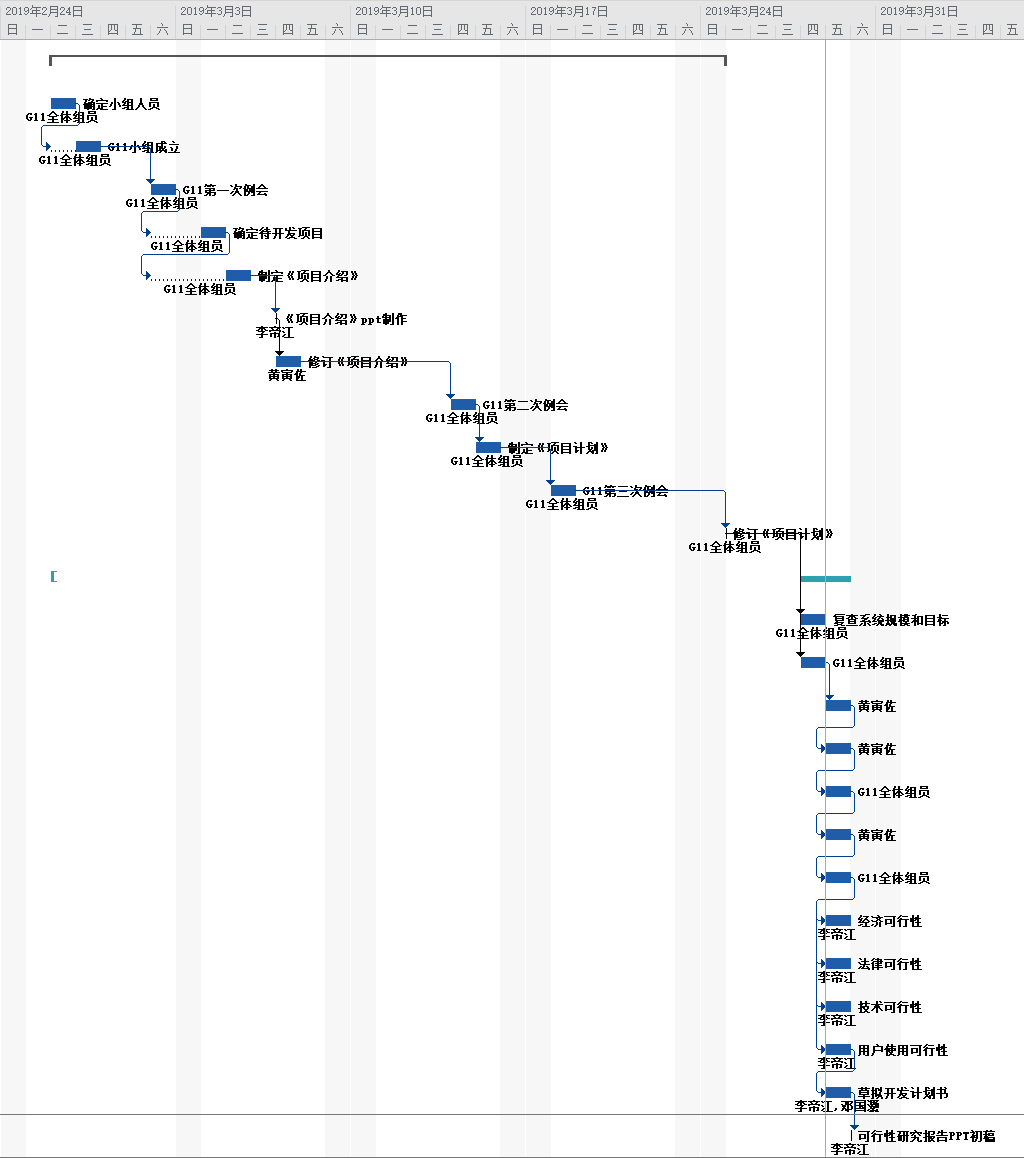 2019年2月24日 2019年3月3日 2019年3月10日 2019年3月17日 2019年3月24日 2019年3月31日
日 一 二 三 四 五 六 日 一 二 三 四 五 六 日 一 二 三 四 五 六 日 一 二 三 四 五 六 日 一 二 三 四 五 六 日 一 二 三 四 五
确定小组人员
G11全体组员
G11小组成立
G11全体组员
G11第一次例会
G11全体组员
确定待开发项目
G11全体组员
制定《项目介绍》
G11全体组员
《项目介绍》ppt制作
李帝江
修订《项目介绍》
黄寅佐
G11第二次例会
G11全体组员
制定《项目计划》
G11全体组员
G11第三次例会
G11全体组员
修订《项目计划》
G11全体组员
复查系统规模和目标
G11全体组员
G11全体组员
黄寅佐
黄寅佐
G11全体组员
黄寅佐
G11全体组员
经济可行性
李帝江
法律可行性
李帝江
技术可行性
李帝江
用户使用可行性
李帝江
草拟开发计划书
李帝江,邓国
可行性研究报告PPT初稿
李帝江